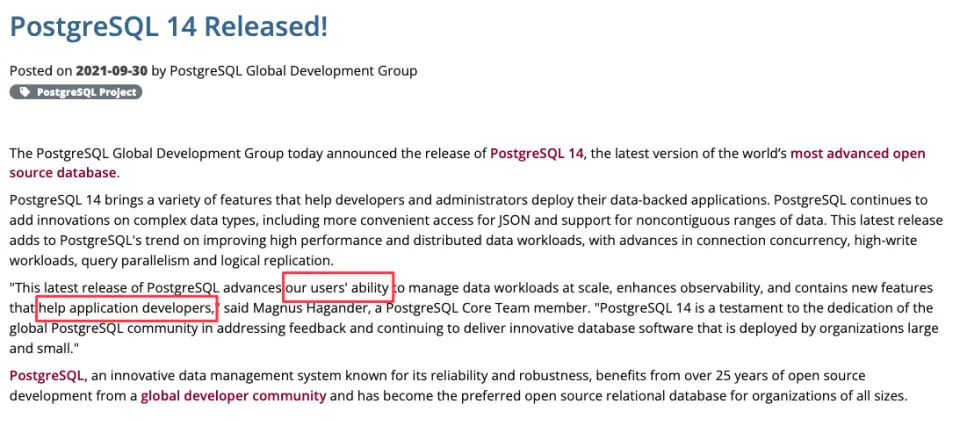 PostgreSQL 14 Released!
Posted on 2021-09-30 by PostgreSQL Global Development Group
PostgreSQL Project
The PostgreSQL Global Development Group today announced the release of PostgreSQL 14, the latest version of the world’s most advanced open
source database.
PostgreSQL 14 brings a variety of features that help developers and administrators deploy their data-backed applications. PostgreSQL continues to
add innovations on complex data types, including more convenient access for JSON and support for noncontiguous ranges of data. This latest release
adds to PostgreSQL's trend on improving high performance and distributed data workloads, with advances in connection concurrency, high-write
workloads, query parallelism and logical replication.
"This latest release of PostgreSQL advances our users' ability to manage data workloads at scale, enhances observability, and contains new features
that help application developers," said Magnus Hagander, a PostgreSQL Core Team member. "PostgreSQL 14 is a testament to the dedication of the
global PostgreSQL community in addressing feedback and continuing to deliver innovative database software that is deployed by organizations large
and small."
PostgreSQL, an innovative data management system known for its reliability and robustness, benefits from over 25 years of open source
development from a global developer community and has become the preferred open source relational database for organizations of all sizes.